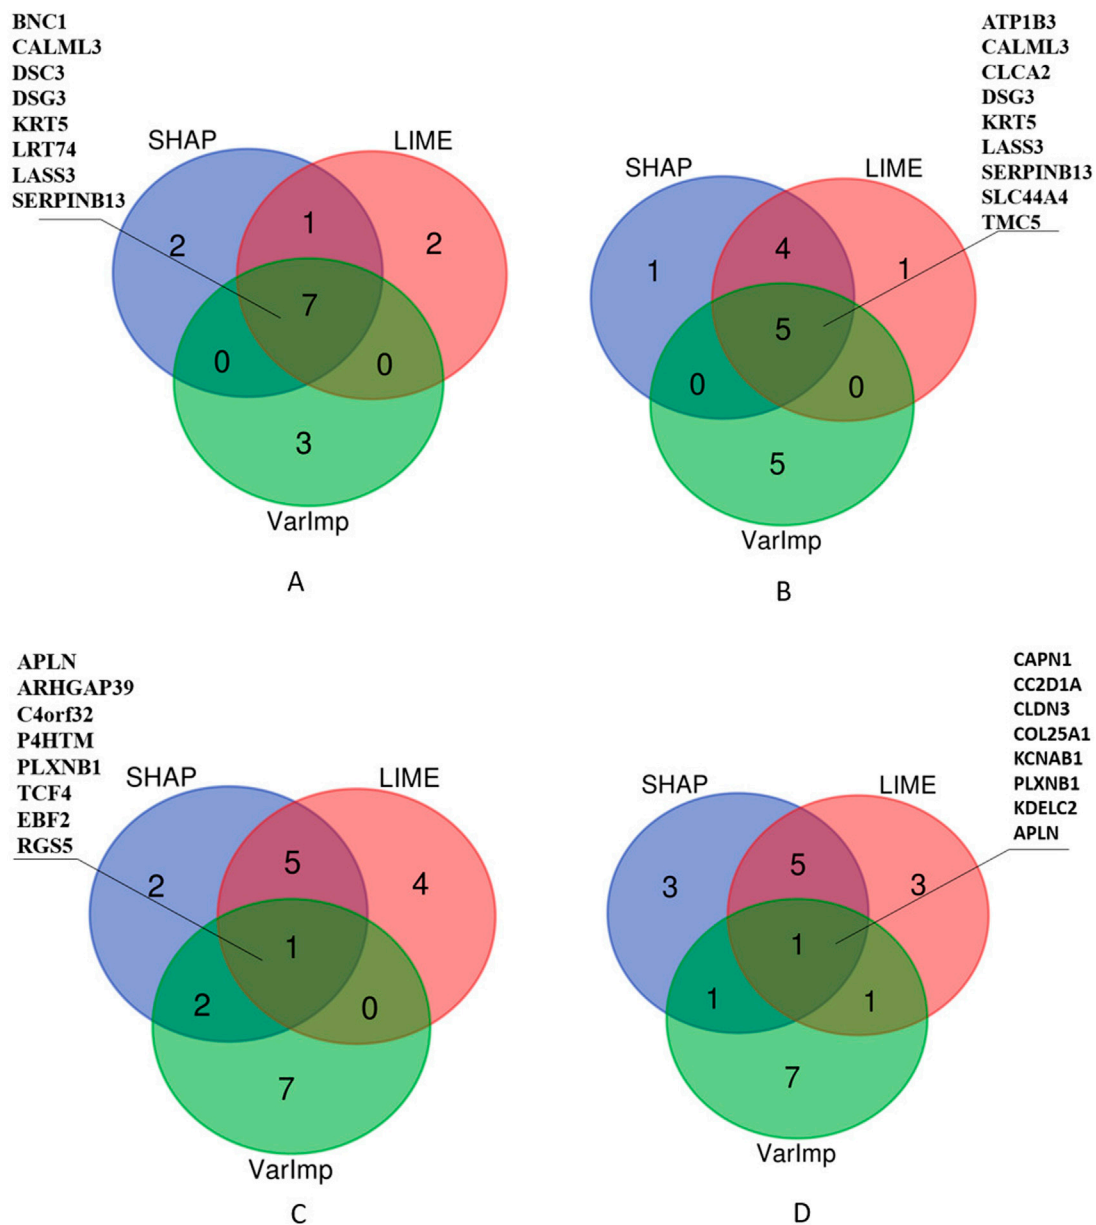 BNC1
CALML3
DSC3
DSG3
KRT5
LRT74
LASS3
SERPINB13
SHAP
LIME
2
1
2
7
0
0
3
VarImp
A
ATP1B3
CALML3
CLCA2
DSG3
KRT5
LASS3
SERPINB13
SLC44A4
TMC5
SHAP
LIME
1
4
1
5
0
0
5
VarImp
B
APLN
ARHGAP39
C4orf32
P4HTM
PLXNB1
TCF4
EBF2
RGS5
SHAP
LIME
2
5
4
1
2
0
7
VarImp
C
CAPN1
CC2D1A
CLDN3
COL25A1
KCNAB1
PLXNB1
KDELC2
APLN
SHAP
LIME
3
5
3
1
1
1
7
VarImp
D